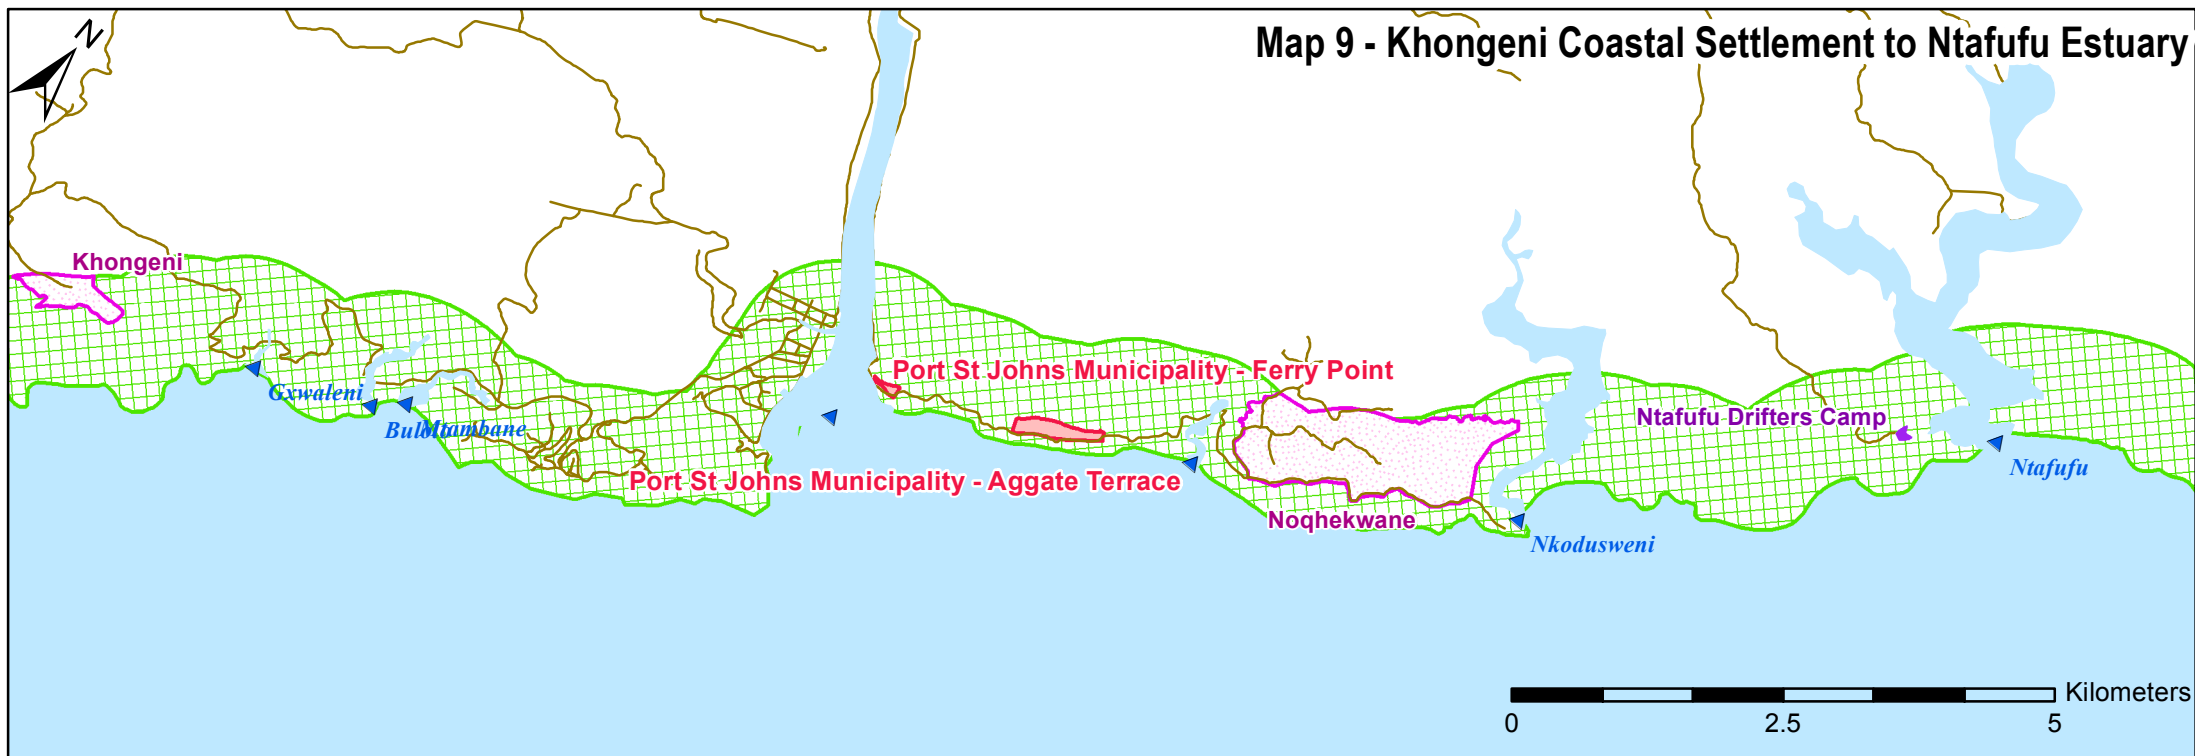 Map 9 - Khongeni Coastal Settlement to Ntafufu Estuary
N
Khongeni
Port St Johns Municipality - Ferry Point
Gxwaleni
Ntafufu Drifters Camp
Bulolo
Mtambane
Ntafufu
Port St Johns Municipality - Aggate Terrace
Noqhekwane
Nkodusweni
Kilometers
0 2.5 5